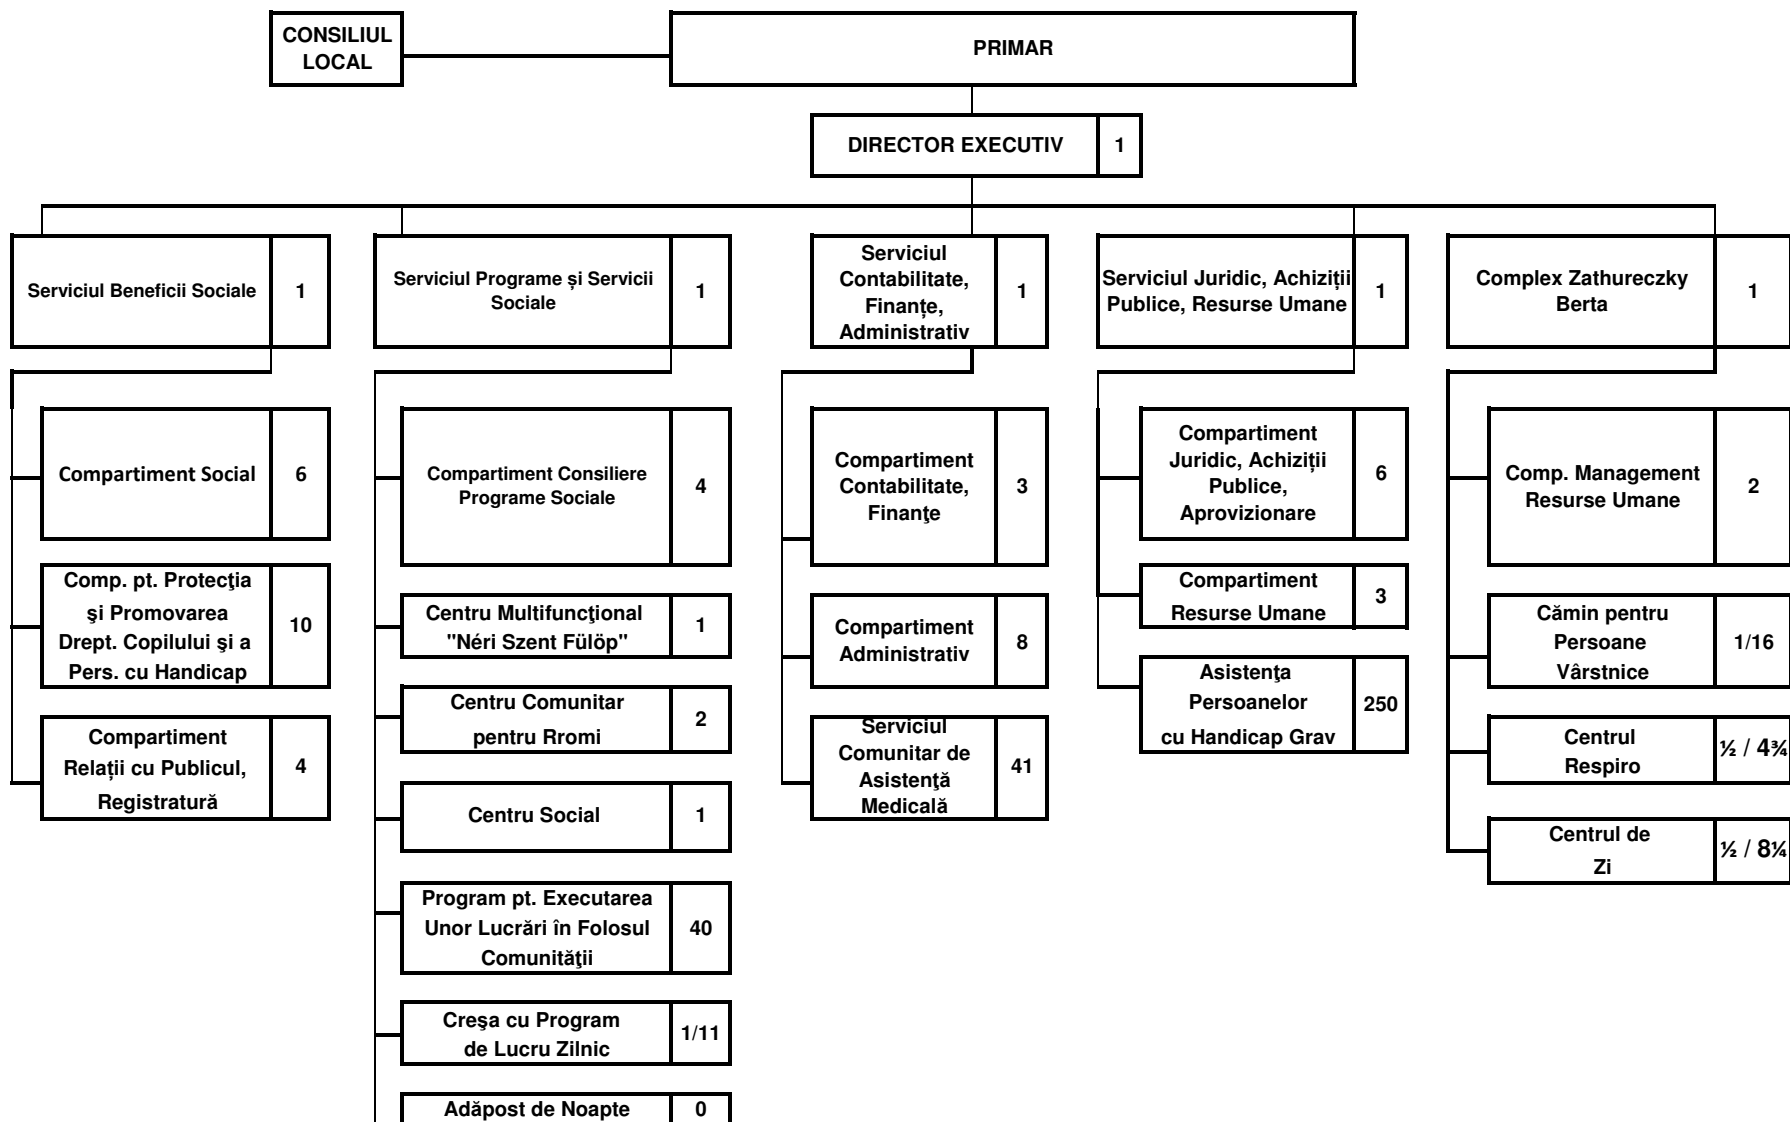 CONSILIUL
LOCAL
PRIMAR
DIRECTOR EXECUTIV
1
Serviciul Beneficii Sociale
1
Serviciul Programe și Servicii
Sociale
1
Serviciul
Contabilitate,
Finanțe,
Administrativ
1
Serviciul Juridic, Achiziții
Publice, Resurse Umane
1
Complex Zathureczky
Berta
1
Compartiment Social
6
Comp. pt. Protecţia
şi Promovarea
Drept. Copilului şi a
Pers. cu Handicap
10
Compartiment
Relații cu Publicul,
Registratură
4
Compartiment Consiliere
Programe Sociale
4
Centru Multifuncţional
"Néri Szent Fülöp"
1
Centru Comunitar
pentru Rromi
2
Centru Social
1
Program pt. Executarea
Unor Lucrări în Folosul
Comunităţii
40
Creşa cu Program
de Lucru Zilnic
1/11
Adăpost de Noapte
0
Compartiment
Contabilitate,
Finanţe
3
Compartiment
Administrativ
8
Serviciul
Comunitar de
Asistenţă
Medicală
41
Compartiment
Juridic, Achiziții
Publice,
Aprovizionare
6
Compartiment
Resurse Umane
3
Asistenţa
Persoanelor
cu Handicap Grav
250
Comp. Management
Resurse Umane
2
Cămin pentru
Persoane
Vârstnice
1/16
Centrul
Respiro
½ / 4¾
Centrul de
Zi
½ / 8¼